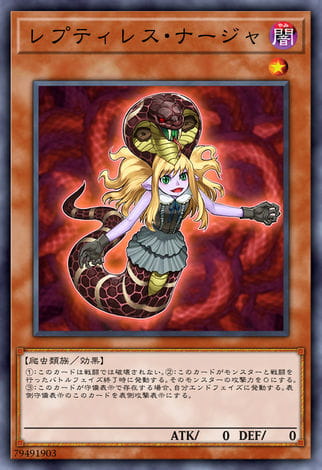 レプティレス・ナージャ
闇
やみ
【爬虫類族／効果】
①:このカードは戦闘では破壊されない。②:このカードがモンスターと戦闘を
行ったバトルフェイズ終了時に発動する。そのモンスターの攻撃力を０にする。
③:このカードが守備表示で存在する場合、自分エンドフェイズに発動する。表
側守備表示のこのカードを表側攻撃表示にする。
ATK/ 0 DEF/ 0
79491903